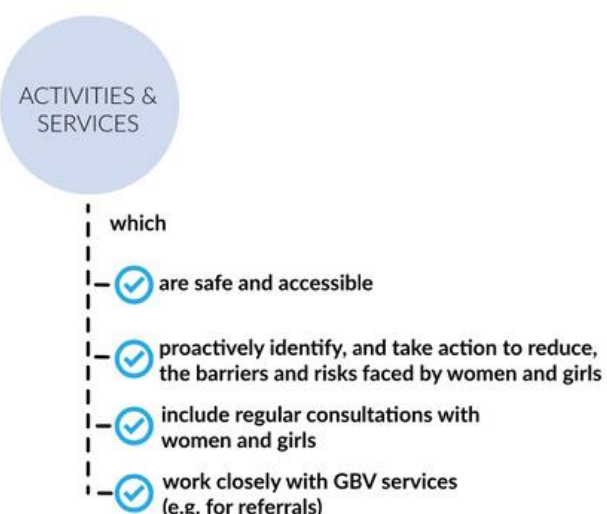 ACTIVITIES &
SERVICES
which
are safe and accessible
proactively identify, and take action to reduce,
the barriers and risks faced by women and girls
include regular consultations with
women and girls
work closely with GBV services
(e.g. for referrals)